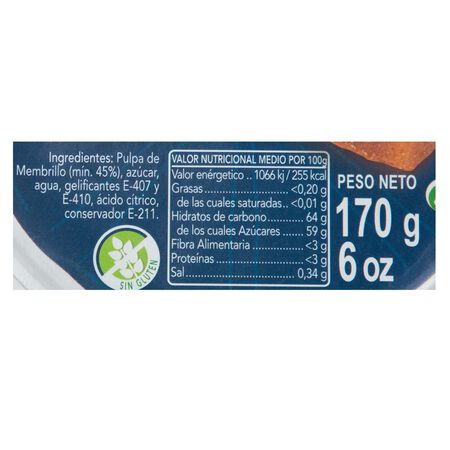 Ingredientes: Pulpa de
Membrillo (mín. 45%), azúcar,
agua, gelificantes E-407 y
E-410, ácido cítrico,
conservador E-211.
SIN GLUTEN
VALOR NUTRICIONAL MEDIO POR 100g
Valor energético .. 1066 kj / 255 kcal
Grasas <0,20 g
de las cuales saturadas.. <0,01 g
Hidratos de carbono 64 g
de los cuales Azúcares 59 g
Fibra Alimentaria <3 g
Proteínas <3 g
Sal 0,34 g
PESO NETO
170 g
6 oz